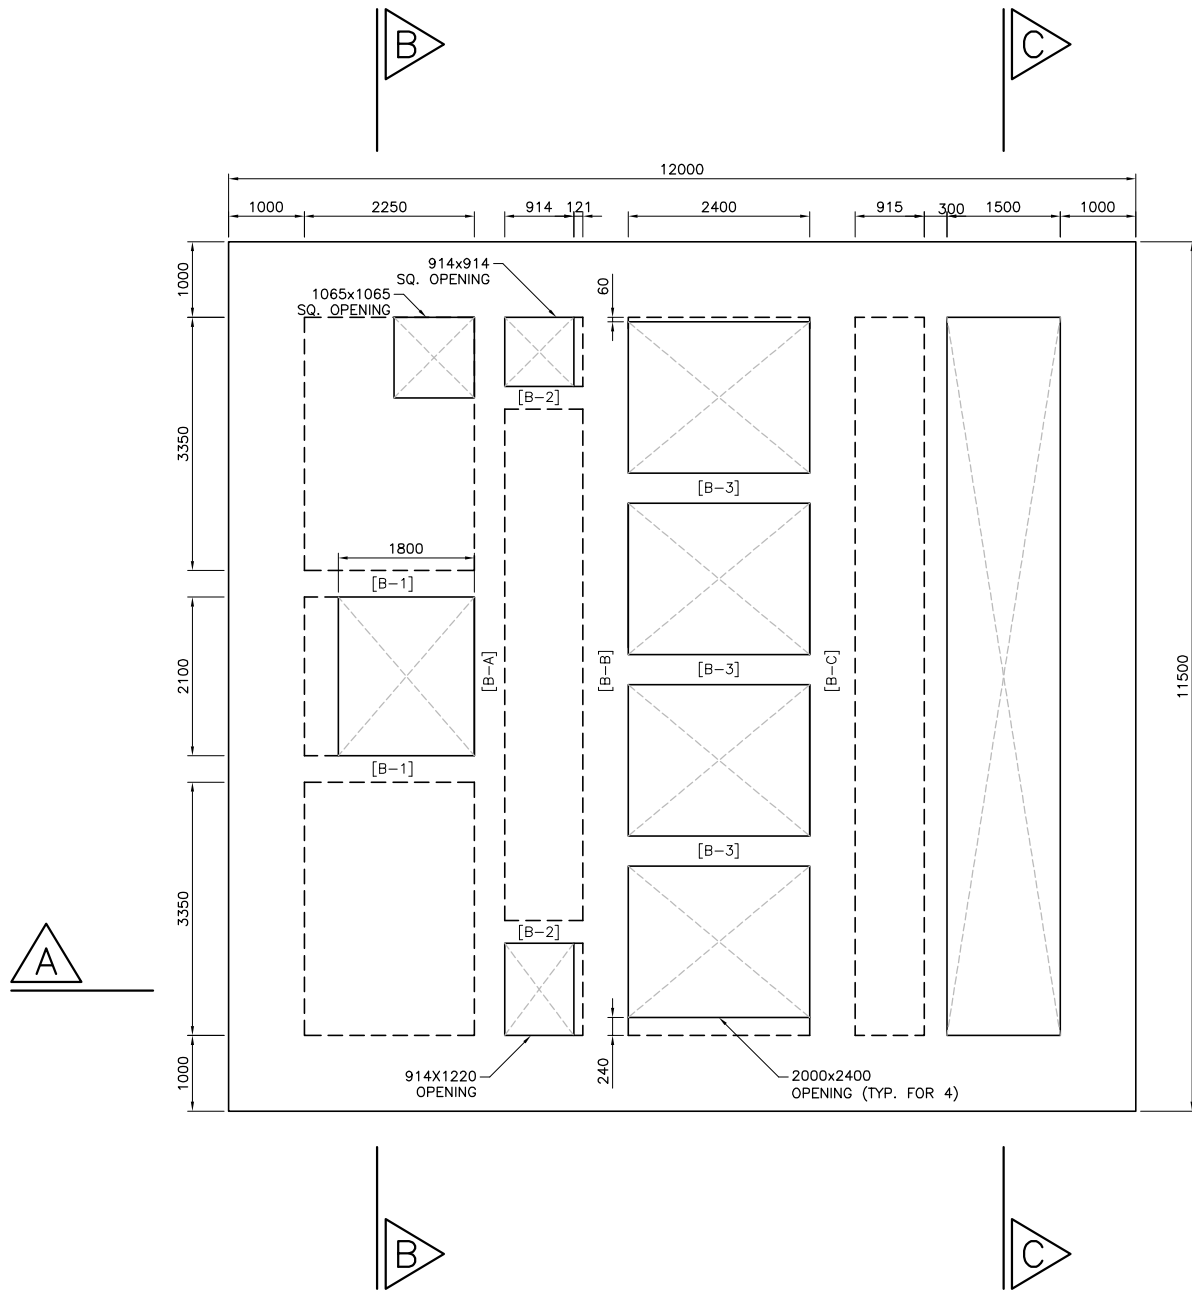 B
C
12000
1000
2250
914
121
2400
915
300
1500
1000
1000
914x914
SQ. OPENING
60
1065x1065
SQ. OPENING
[B-2]
3350
[B-3]
1800
[B-1]
2100
[B-A]
[B-B]
[B-3]
[B-C]
11500
[B-1]
[B-3]
3350
[B-2]
A
1000
240
914X1220
OPENING
2000x2400
OPENING (TYP. FOR 4)
B
C